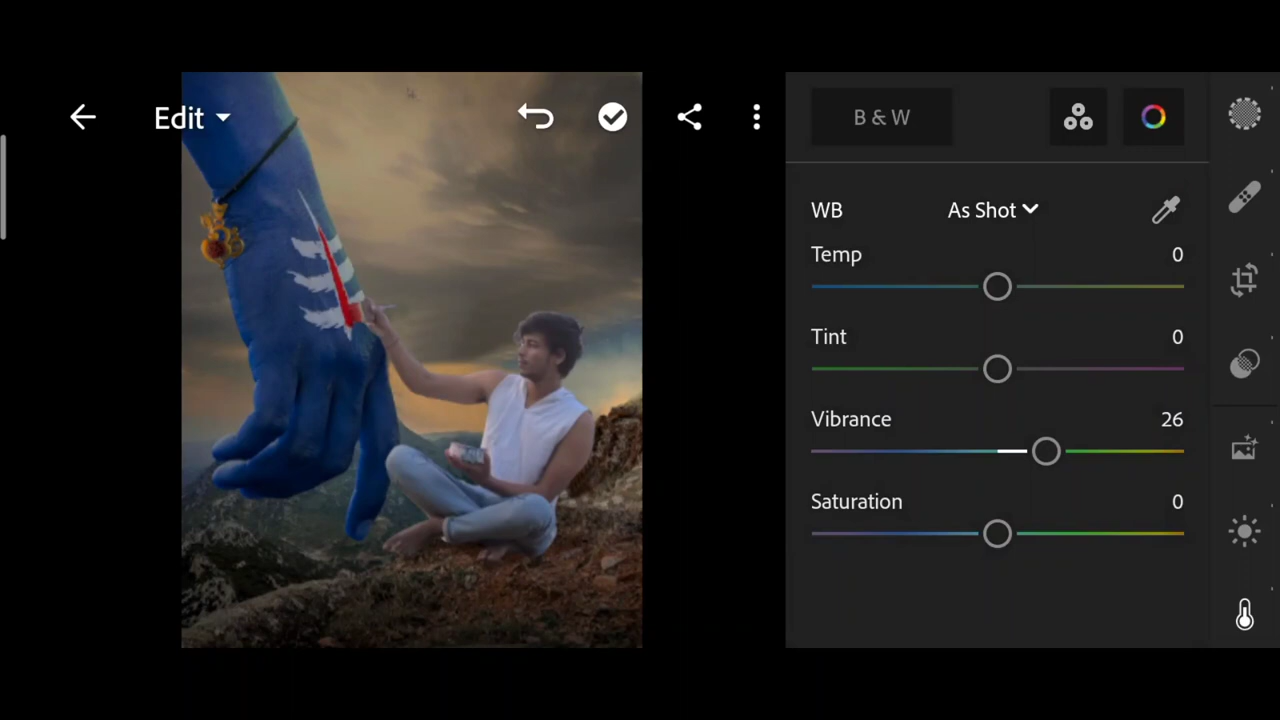 Edit
B & W
WB As Shot
Temp 0
Tint 0
Vibrance 26
Saturation 0